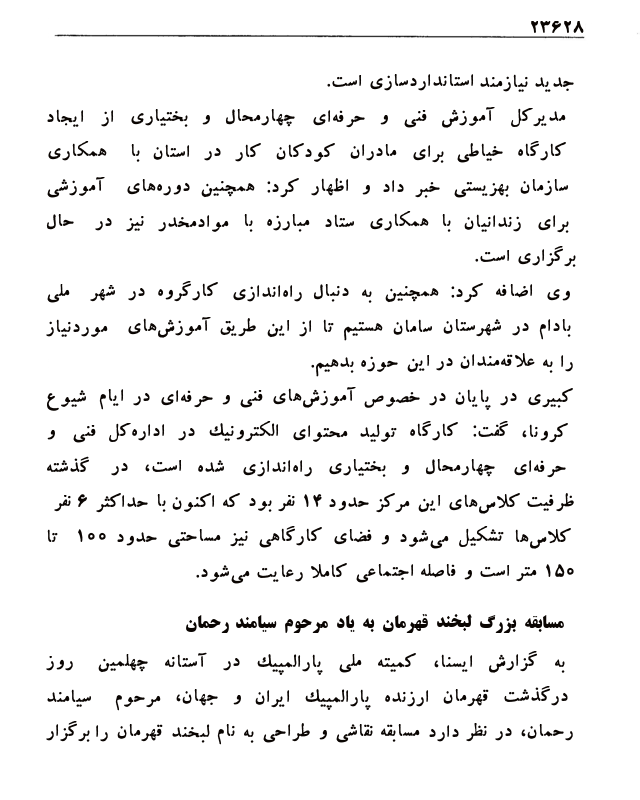 ۲۳۶۲۸
جدید نیازمند استانداردسازی است.
مدیرکل آموزش فنی و حرفه‌ای چهارمحال و بختیاری از ایجاد
کارگاه خیاطی برای مادران کودکان کار در استان با همکاری
سازمان بهزیستی خبر داد و اظهار کرد: همچنین دوره‌های آموزشی
برای زندانیان با همکاری ستاد مبارزه با موادمخدر نیز در حال
برگزاری است.
وی اضافه کرد: همچنین به دنبال راه‌اندازی کارگروه در شهر ملی
بادام در شهرستان سامان هستیم تا از این طریق آموزش‌های موردنیاز
را به علاقه‌مندان در این حوزه بدهیم.
کبیری در پایان در خصوص آموزش‌های فنی و حرفه‌ای در ایام شیوع
کرونا، گفت: کارگاه تولید محتوای الکترونیك در اداره‌کل فنی و
حرفه‌ای چهارمحال و بختیاری راه‌اندازی شده است، در گذشته
ظرفیت کلاس‌های این مرکز حدود ۱۴ نفر بود که اکنون با حداکثر ۶ نفر
کلاس‌ها تشکیل می‌شود و فضای کارگاهی نیز مساحتی حدود ۱۰۰ تا
۱۵۰ متر است و فاصله اجتماعی کاملا رعایت می‌شود.
مسابقه بزرگ لبخند قهرمان به یاد مرحوم سیامند رحمان
به گزارش ایسنا، کمیته ملی پارالمپیك در آستانه چهلمین روز
درگذشت قهرمان ارزنده پارالمپیك ایران و جهان، مرحوم سیامند
رحمان، در نظر دارد مسابقه نقاشی و طراحی به نام لبخند قهرمان را برگزار